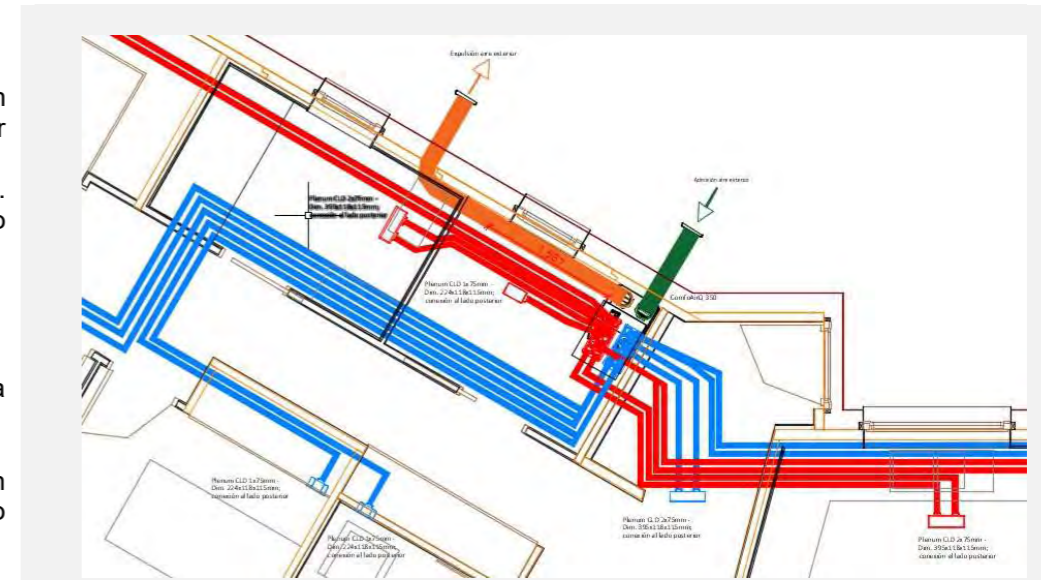 n
r
.
o
a
n
o
Expulsión aire exterior
Admisión aire exterior
Plenum CLD 2x75mm -
Dim. 395x118x115mm;
conexión al lado posterior
Plenum CLD 1x75mm -
Dim. 224x118x115mm;
conexión al lado posterior
1.557
ComfoAirQ 350
Plenum CLD 1x75mm -
Dim. 224x118x115mm;
conexión al lado posterior
Plenum CLD 1x75mm -
Dim. 224x118x115mm;
conexión al lado posterior
Plenum CLD 2x75mm -
Dim. 395x118x115mm;
conexión al lado posterior
Plenum CLD 2x75mm -
Dim. 395x118x115mm;
conexión al lado posterior